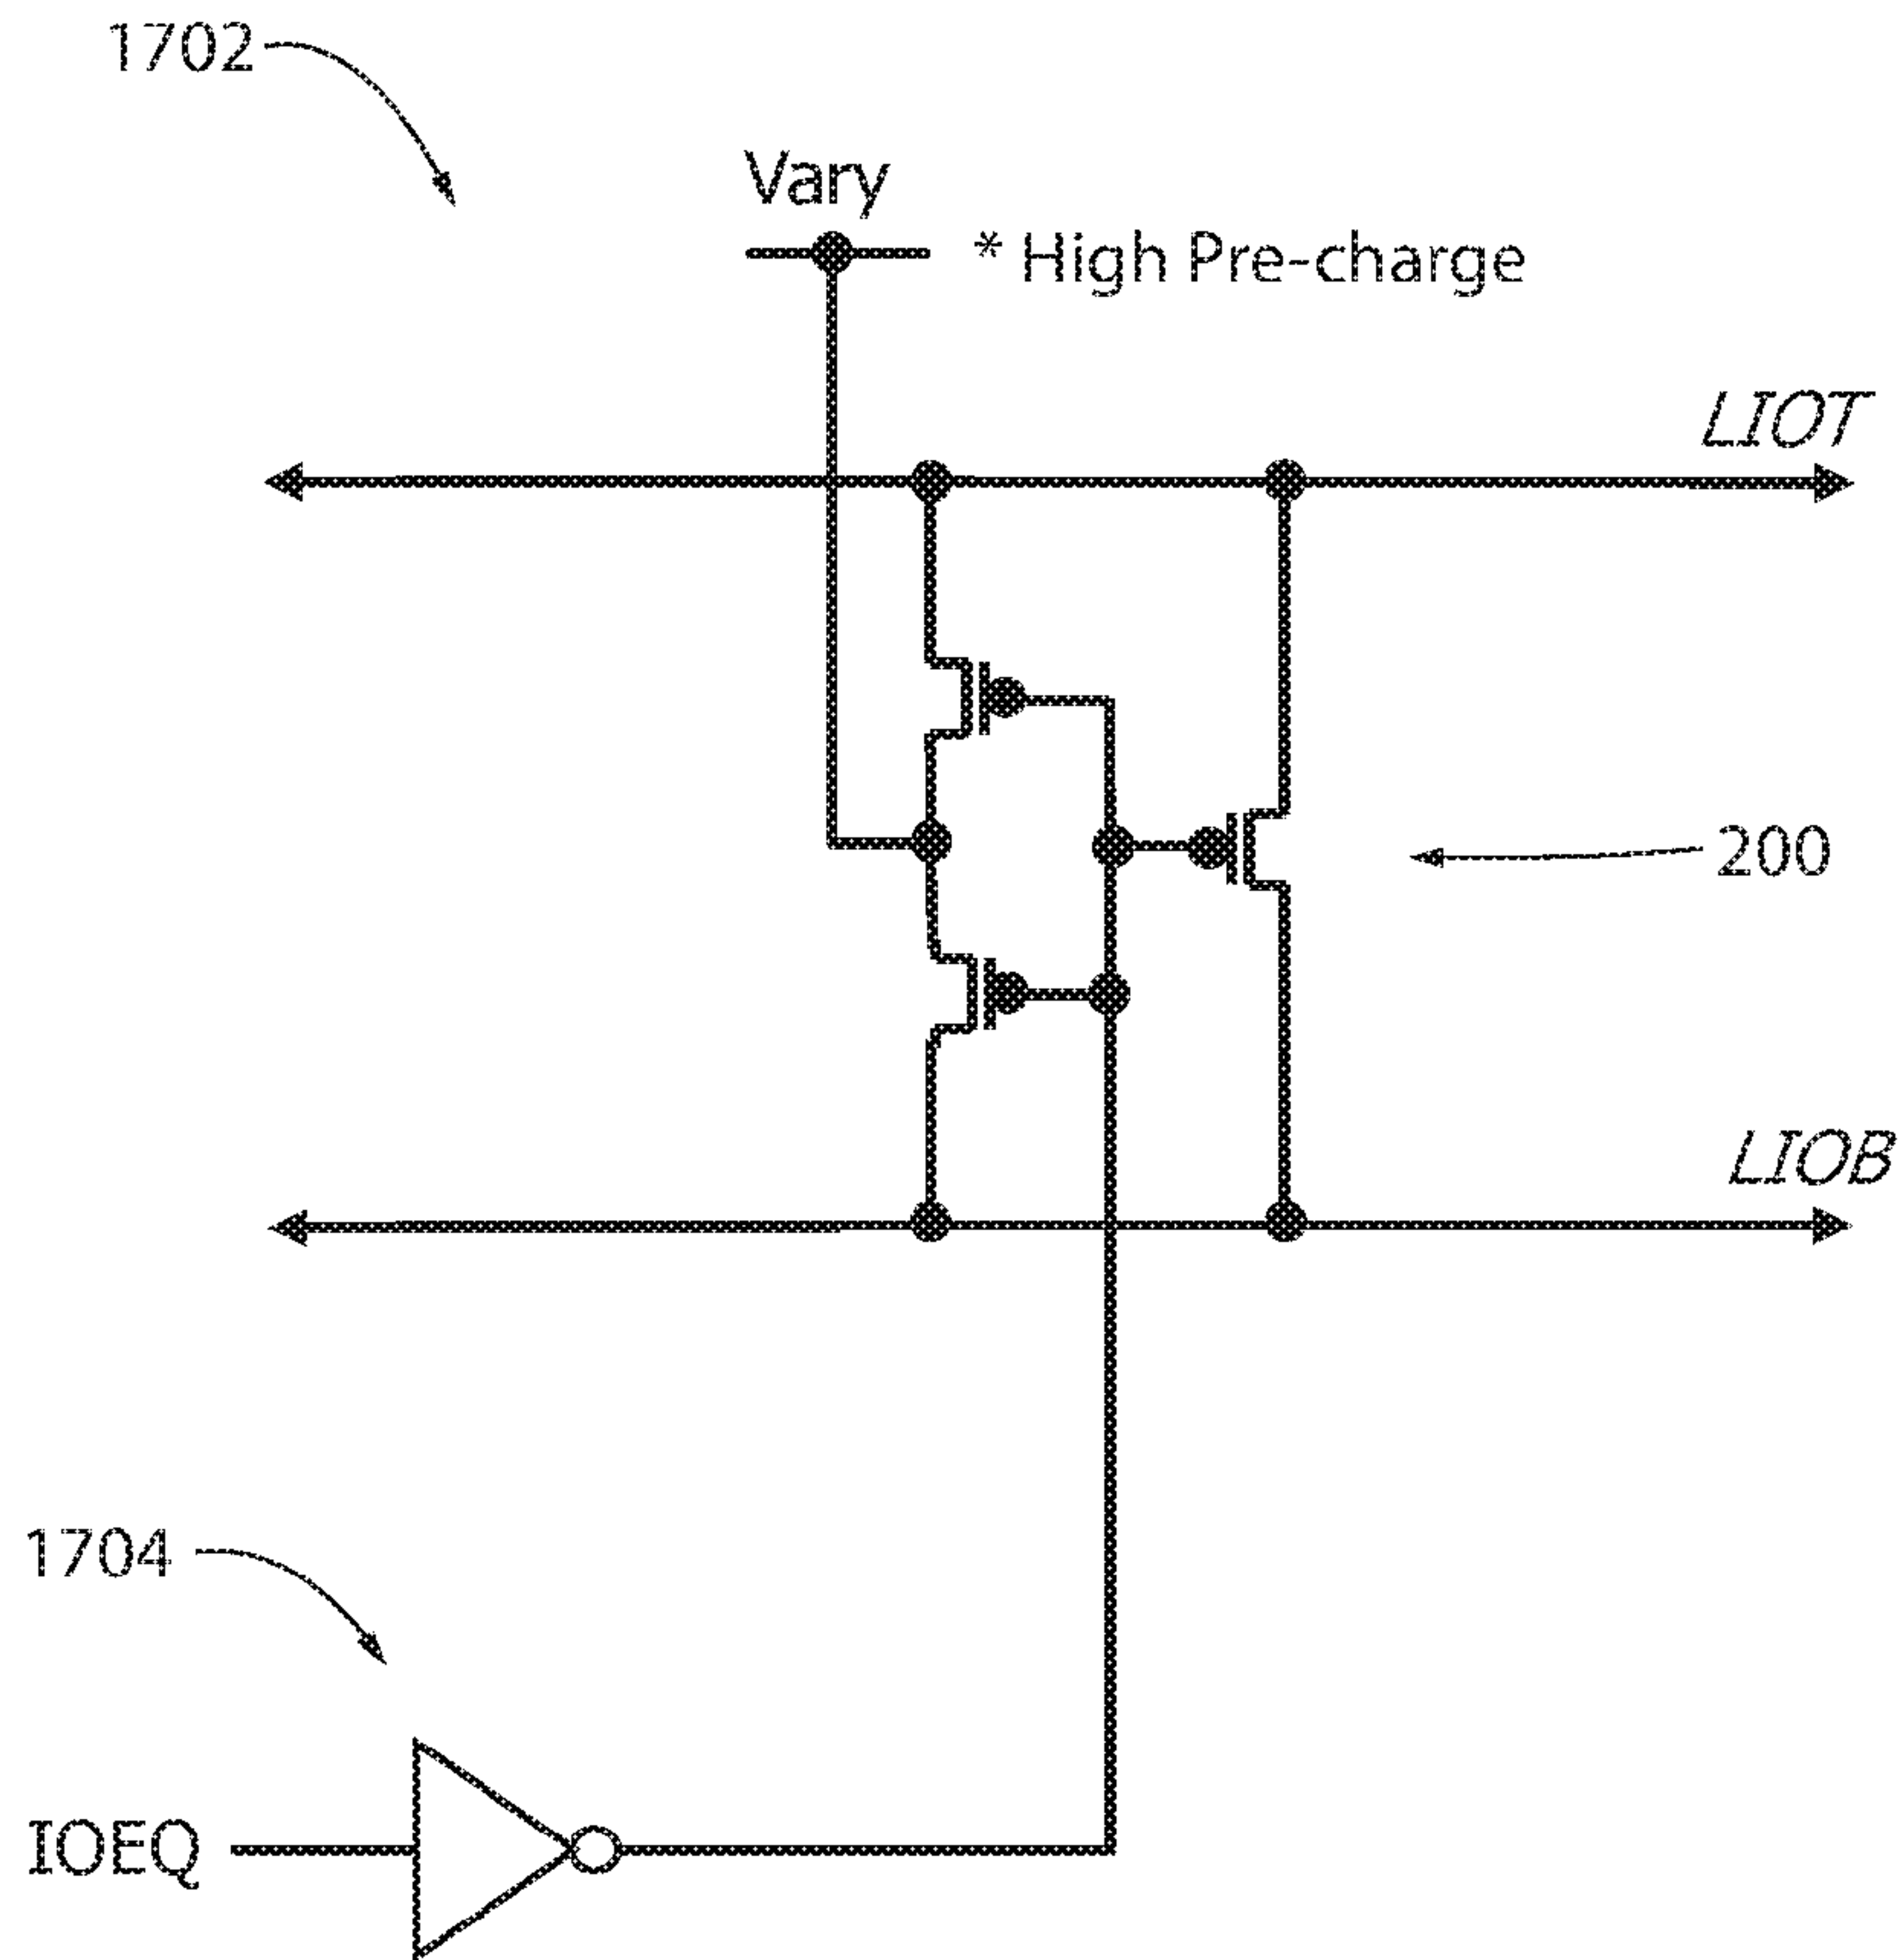 1702
Vary
* High Pre-charge
LIOT
200
LIOB
1704
IOEQ